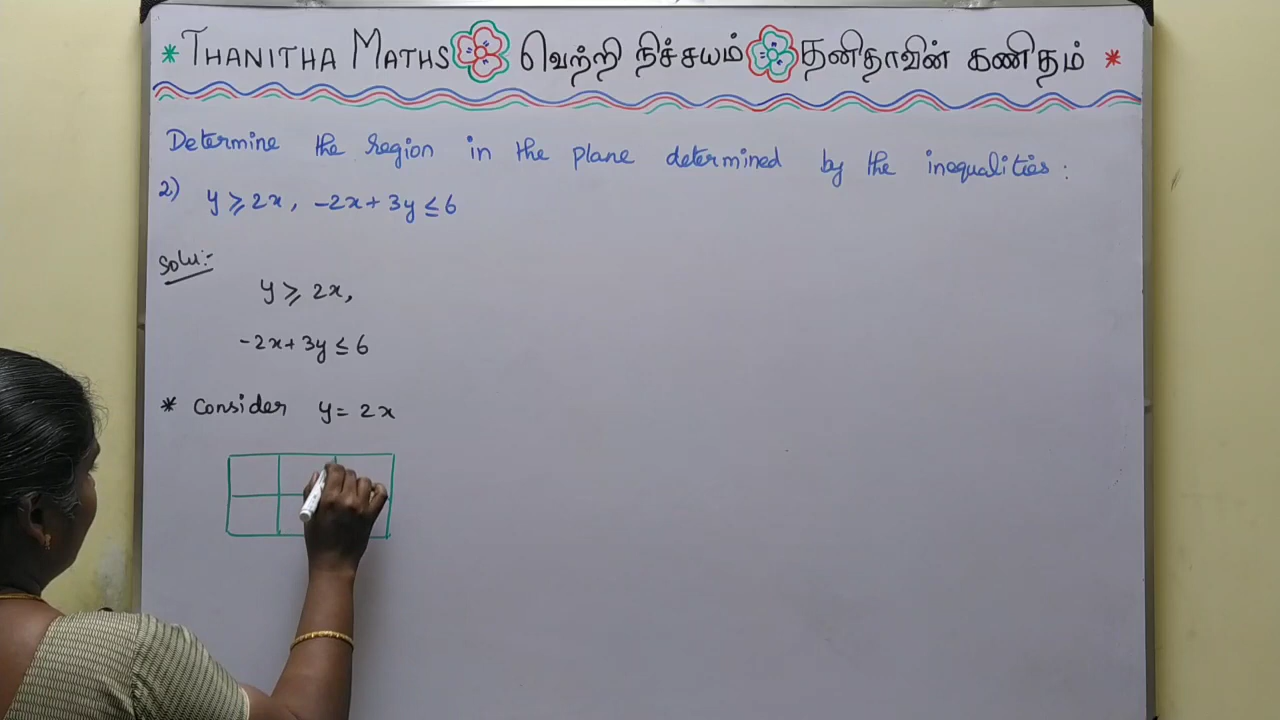 * THANITHA MATHS வெற்றி நிச்சயம் தனிதாவின் கணிதம் *
Determine the region in the plane determined by the inequalities :
2) y ≥ 2x, -2x + 3y ≤ 6
Solu:-
y ≥ 2x,
-2x + 3y ≤ 6
* Consider y = 2x